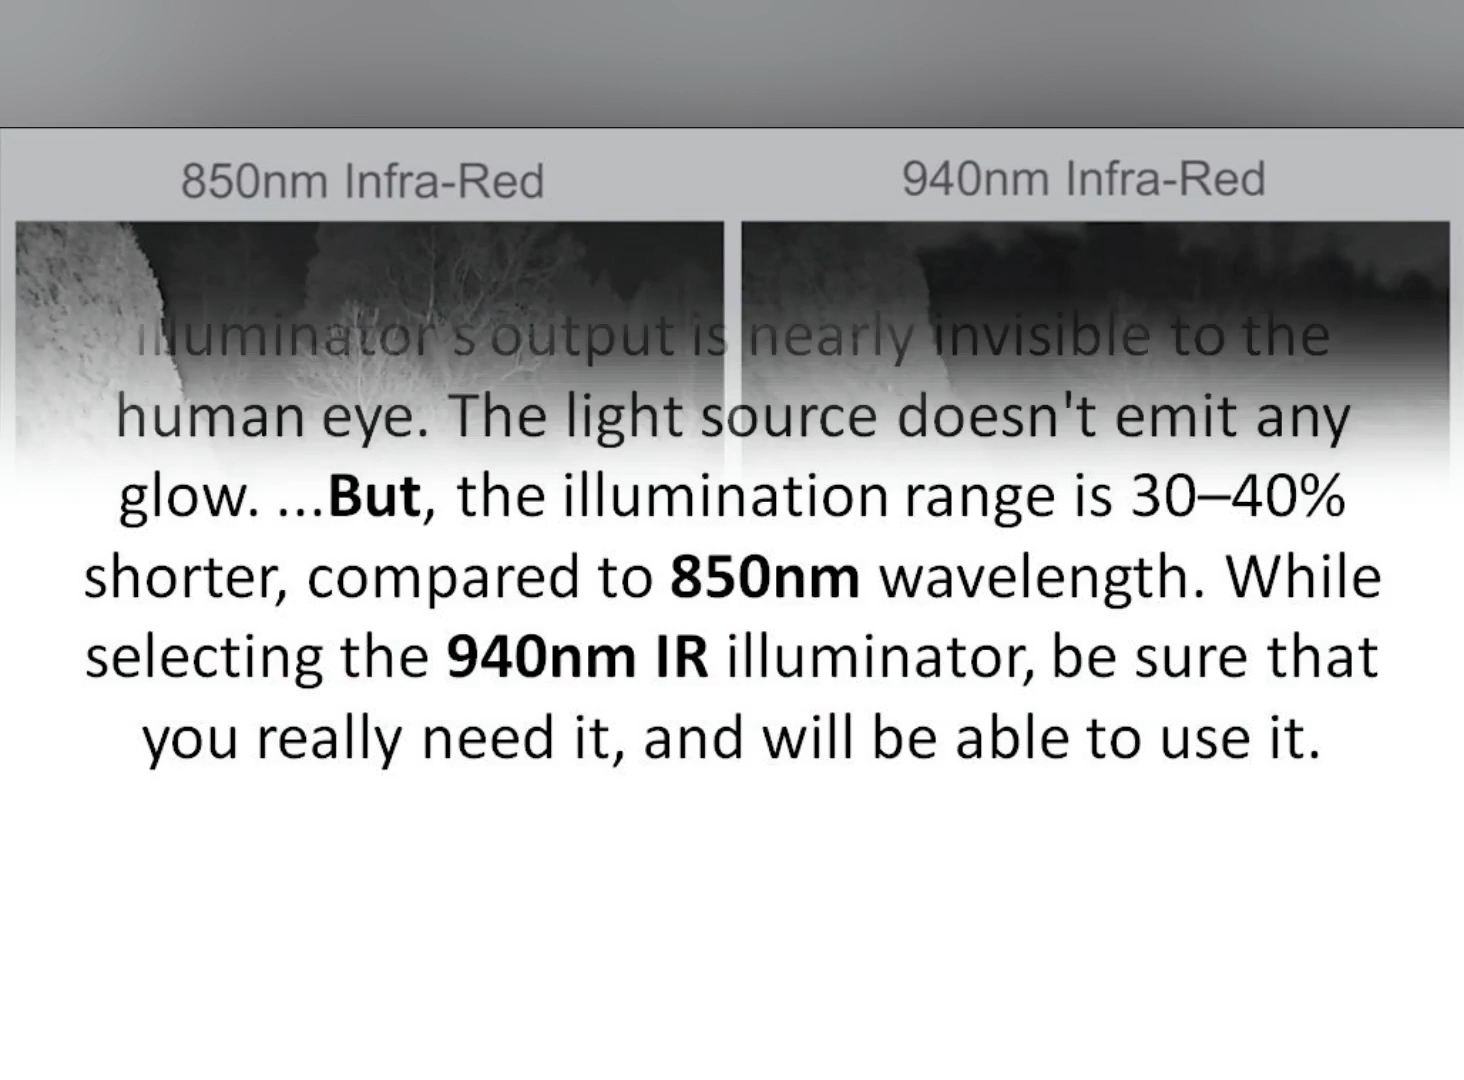 850nm Infra-Red
940nm Infra-Red
illuminator's output is nearly invisible to the
human eye. The light source doesn't emit any
glow. ...But, the illumination range is 30–40%
shorter, compared to 850nm wavelength. While
selecting the 940nm IR illuminator, be sure that
you really need it, and will be able to use it.